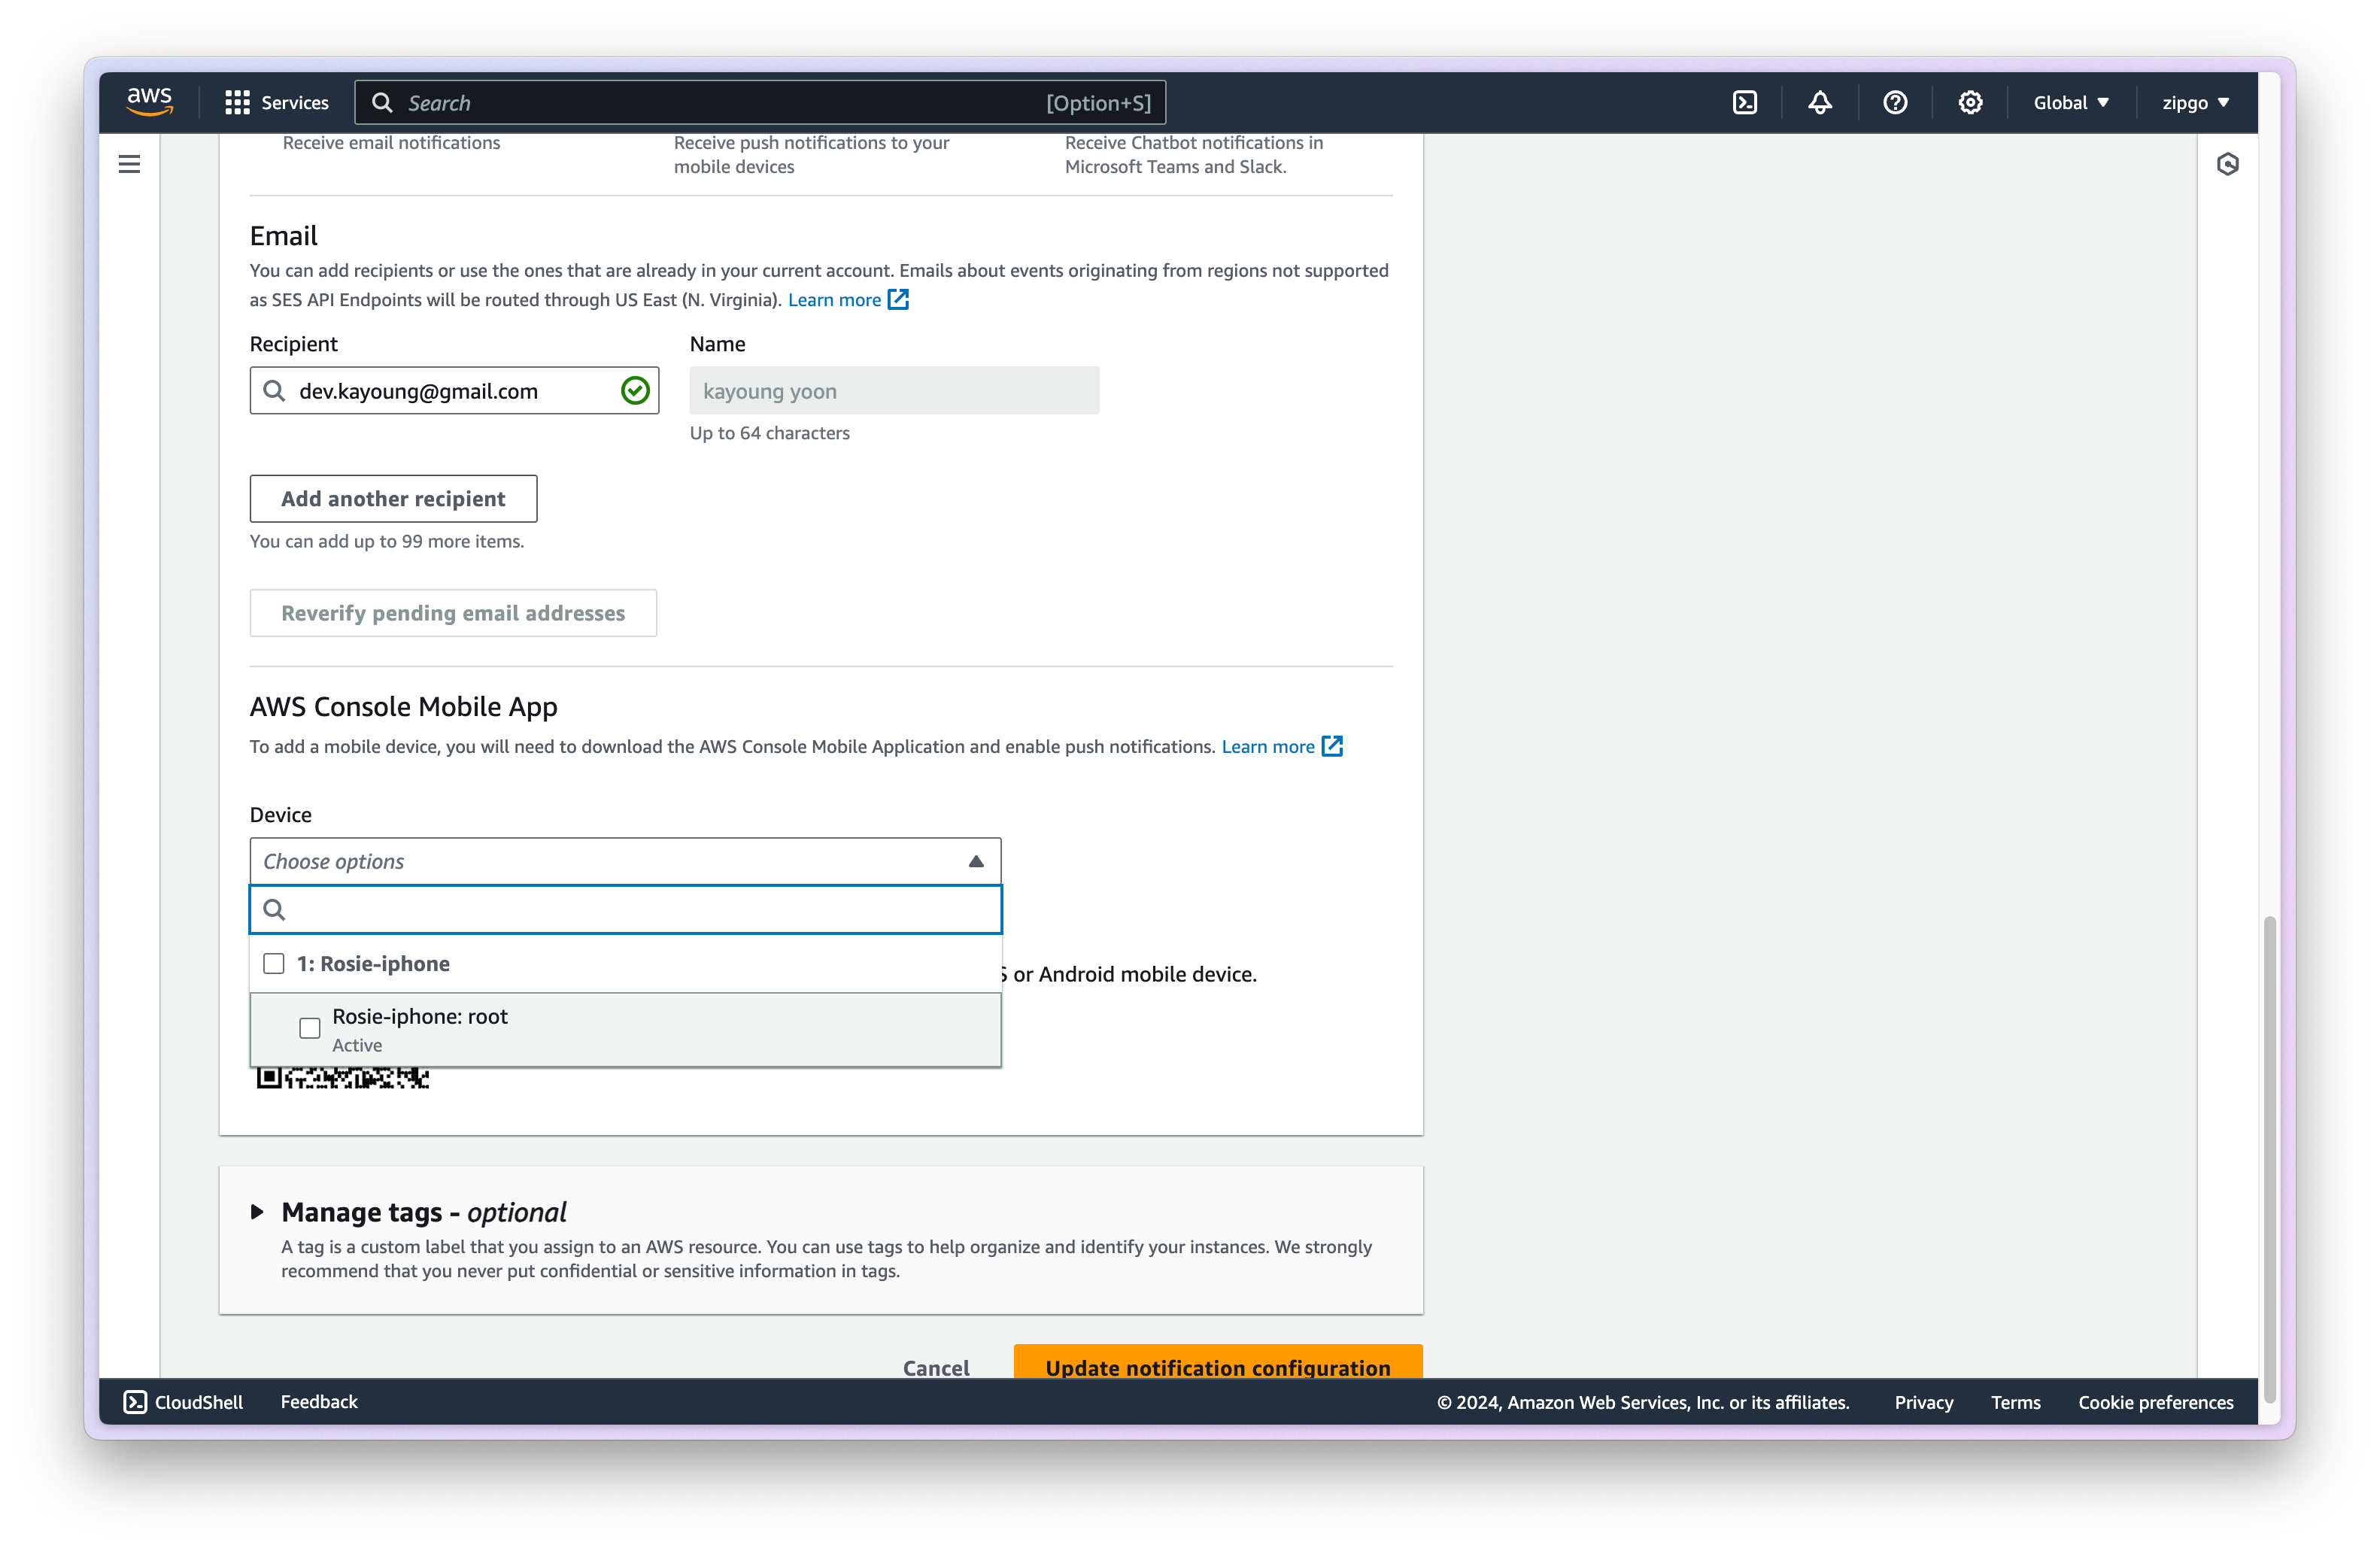 aws
Services
Search
[Option+S]
Global
zipgo
Receive email notifications
Receive push notifications to your
mobile devices
Receive Chatbot notifications in
Microsoft Teams and Slack.
Email
You can add recipients or use the ones that are already in your current account. Emails about events originating from regions not supported
as SES API Endpoints will be routed through US East (N. Virginia). Learn more
Recipient
Name
dev.kayoung@gmail.com
kayoung yoon
Up to 64 characters
Add another recipient
You can add up to 99 more items.
Reverify pending email addresses
AWS Console Mobile App
To add a mobile device, you will need to download the AWS Console Mobile Application and enable push notifications. Learn more
Device
Choose options
1: Rosie-iphone
or Android mobile device.
Rosie-iphone: root
Active
Manage tags - optional
A tag is a custom label that you assign to an AWS resource. You can use tags to help organize and identify your instances. We strongly
recommend that you never put confidential or sensitive information in tags.
Cancel
Update notification configuration
CloudShell
Feedback
© 2024, Amazon Web Services, Inc. or its affiliates.
Privacy
Terms
Cookie preferences